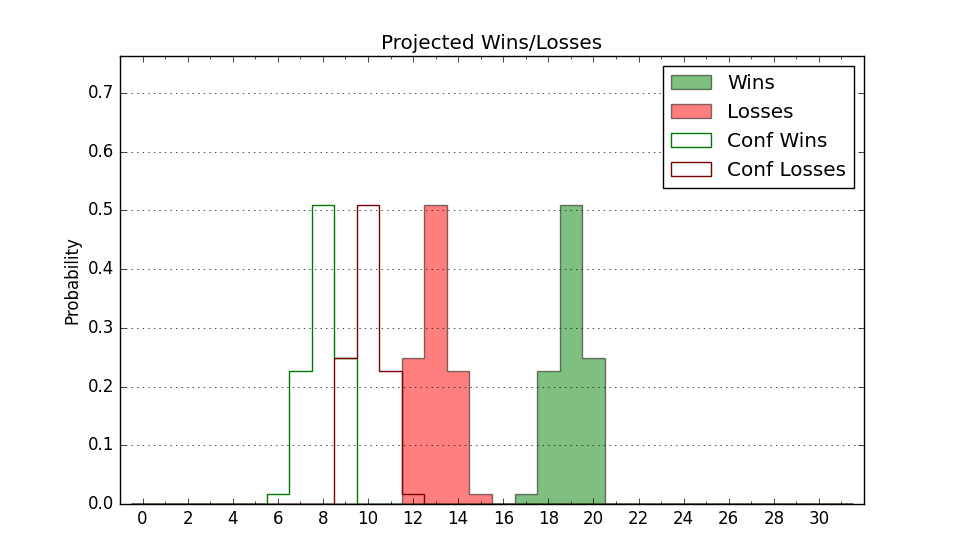 Projected Wins/Losses
Wins
Losses
Conf Wins
Conf Losses
Probability
0.7
0.6
0.5
0.4
0.3
0.2
0.1
0.0
0 2 4 6 8 10 12 14 16 18 20 22 24 26 28 30